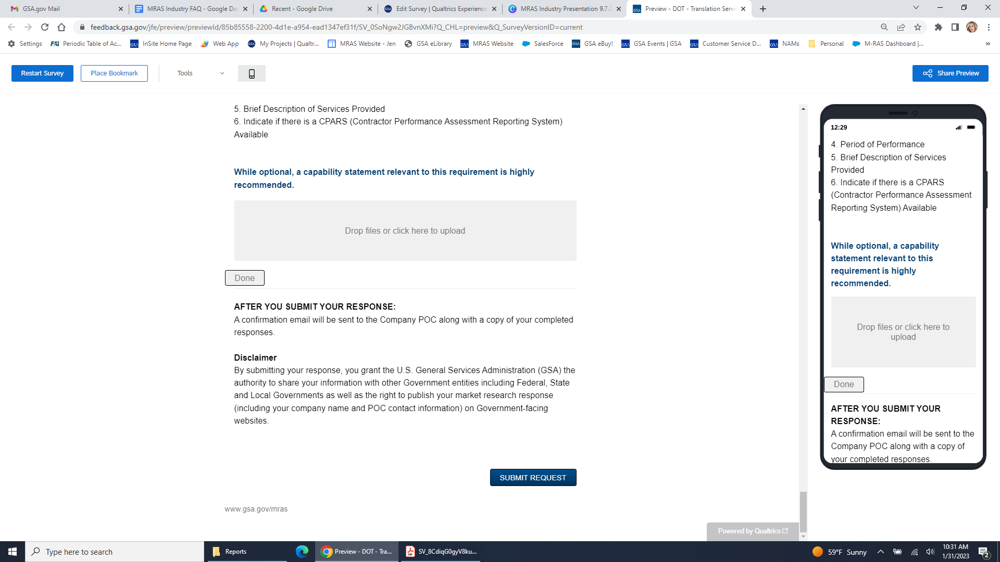 GSA.gov Mail
MRAS Industry FAQ - Google Do
Recent - Google Drive
Edit Survey | Qualtrics Experience
MRAS Industry Presentation 9.7.2
Preview - DOT - Translation Servi
feedback.gsa.gov/jfe/preview/previewId/85b85558-2200-4d1e-a954-ead1347ef31f/SV_0SoNgw2JGBvnXMi?Q_CHL=preview&Q_SurveyVersionID=current
Settings
FAI Periodic Table of Ac...
GSA InSite Home Page
Web App
GSA My Projects | Qualtr...
MRAS Website - Jen
GSA eLibrary
GSA MRAS Website
SalesForce
GSA GSA eBuy!
GSA GSA Events | GSA
GSA Customer Service D...
GSA NAMs
Personal
M-RAS Dashboard |...
»
Restart Survey
Place Bookmark
Tools
Share Preview
5. Brief Description of Services Provided
6. Indicate if there is a CPARS (Contractor Performance Assessment Reporting System)
Available
While optional, a capability statement relevant to this requirement is highly
recommended.
Drop files or click here to upload
Done
AFTER YOU SUBMIT YOUR RESPONSE:
A confirmation email will be sent to the Company POC along with a copy of your completed
responses.
Disclaimer
By submitting your response, you grant the U.S. General Services Administration (GSA) the
authority to share your information with other Government entities including Federal, State
and Local Governments as well as the right to publish your market research response
(including your company name and POC contact information) on Government-facing
websites.
SUBMIT REQUEST
www.gsa.gov/mras
Powered by Qualtrics
12:29
4. Period of Performance
5. Brief Description of Services
Provided
6. Indicate if there is a CPARS
(Contractor Performance Assessment
Reporting System) Available
While optional, a capability
statement relevant to this
requirement is highly
recommended.
Drop files or click here to
upload
Done
AFTER YOU SUBMIT YOUR
RESPONSE:
A confirmation email will be sent to the
Company POC along with a copy of
your completed responses.
Type here to search
Reports
Preview - DOT - Tra...
SV_8CdiqG0gyV8ku...
59°F Sunny
10:31 AM
1/31/2023
2